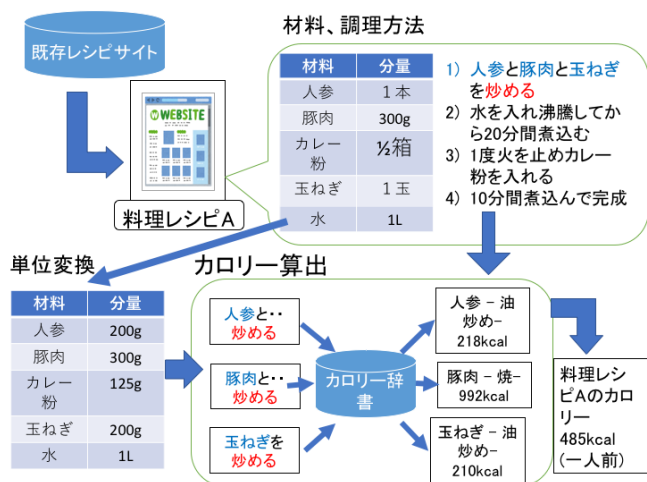 既存レシピサイト
WEBSITE
料理レシピA
材料、調理方法
材料 分量
人参 1本
豚肉 300g
カレー
粉 ½箱
玉ねぎ 1玉
水 1L
1) 人参と豚肉と玉ねぎ
を炒める
2) 水を入れ沸騰してか
ら20分間煮込む
3) 1度火を止めカレー
粉を入れる
4) 10分間煮込んで完成
単位変換
材料 分量
人参 200g
豚肉 300g
カレー
粉 125g
玉ねぎ 200g
水 1L
カロリー算出
人参と・・
炒める
豚肉と・・
炒める
玉ねぎを
炒める
カロリー辞
書
人参 – 油
炒め–
218kcal
豚肉 – 焼–
992kcal
玉ねぎ – 油
炒め–
210kcal
料理レシ
ピAのカロ
リー
485kcal
(一人前)